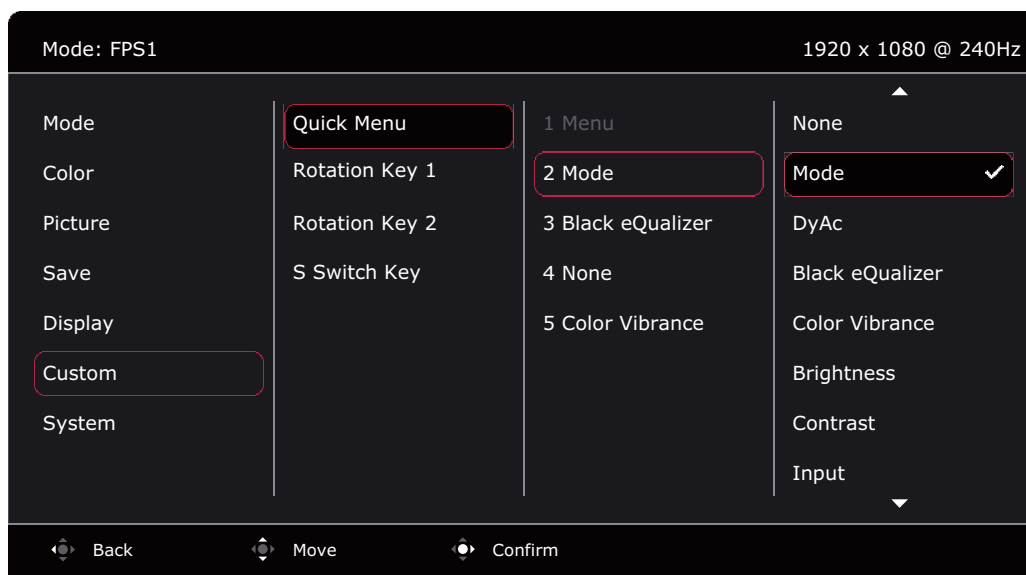 Mode: FPS1
1920 x 1080 @ 240Hz
Mode
Color
Picture
Save
Display
Custom
System
Quick Menu
Rotation Key 1
Rotation Key 2
S Switch Key
1 Menu
2 Mode
3 Black eQualizer
4 None
5 Color Vibrance
None
Mode
DyAc
Black eQualizer
Color Vibrance
Brightness
Contrast
Input
Back
Move
Confirm